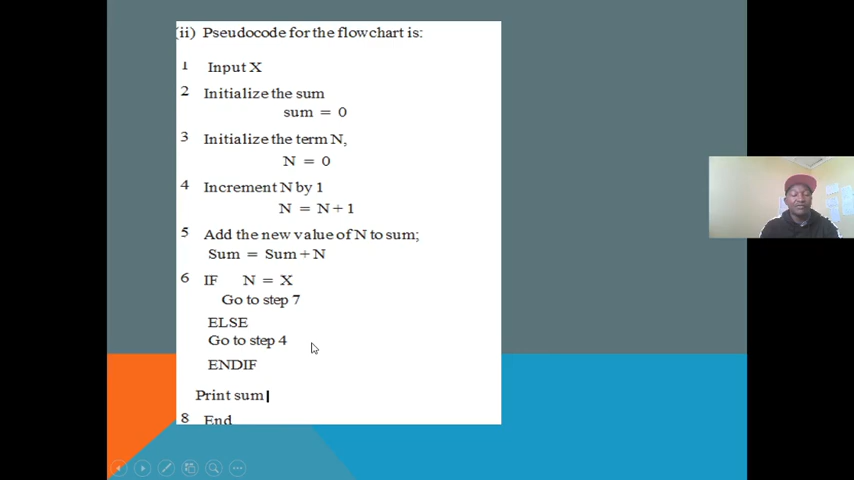 (ii) Pseudocode for the flowchart is:
1 Input X
2 Initialize the sum
sum = 0
3 Initialize the term N,
N = 0
4 Increment N by 1
N = N+1
5 Add the new value of N to sum;
Sum = Sum+N
6 IF N = X
Go to step 7
ELSE
Go to step 4
ENDIF
Print sum
8 End